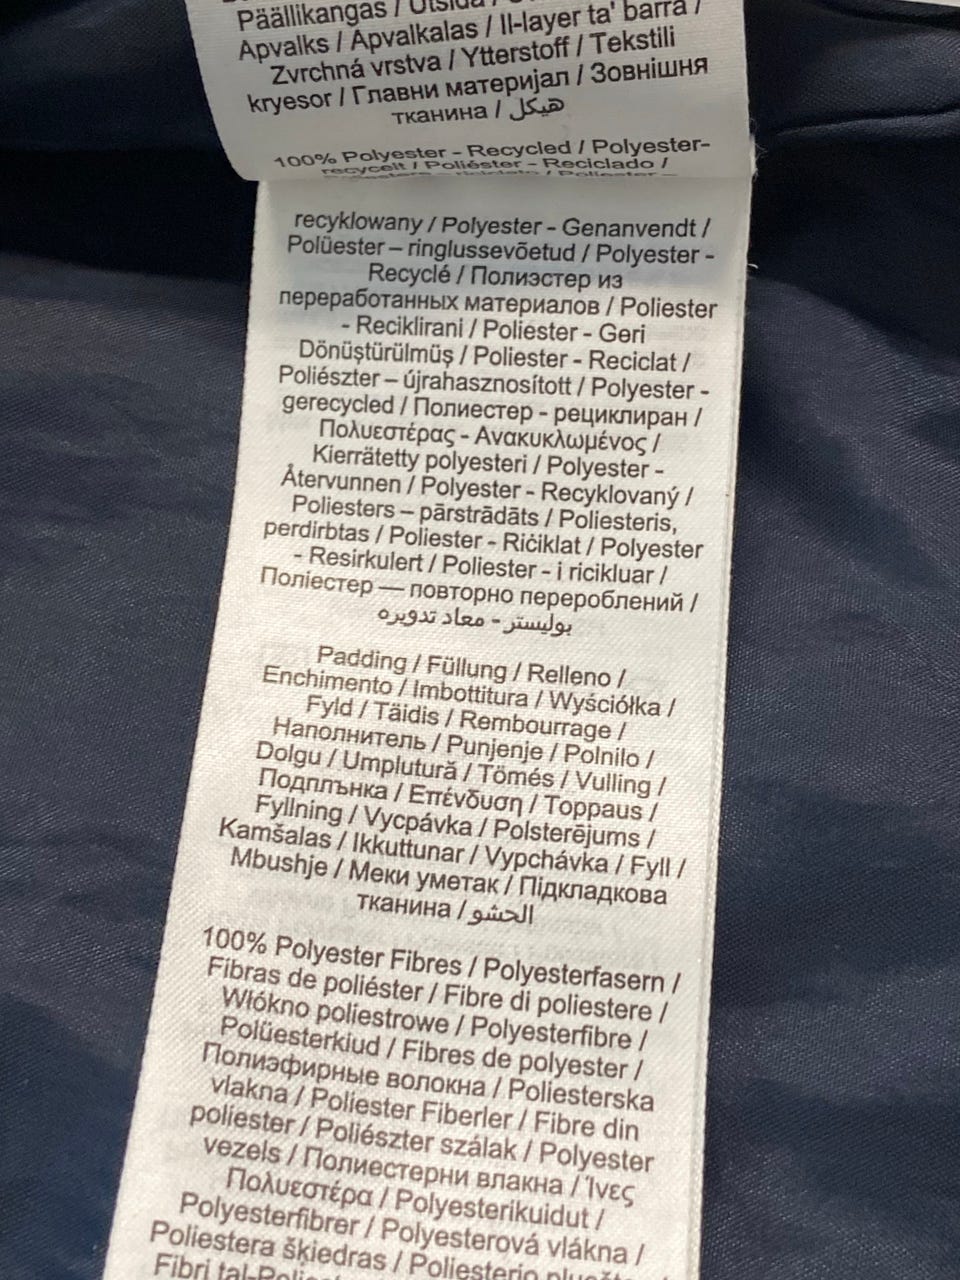 Päällikangas / Utsida /
Apvalks / Apvalkalas / Il-layer ta' barra /
Zvrchná vrstva / Ytterstoff / Tekstili
kryesor / Главни материјал / Зовнішня
тканина / هيكل
100% Polyester - Recycled / Polyester-
recycelt / Poliéster - Reciclado /
recyklowany / Polyester - Genanvendt /
Polüester – ringlussevõetud / Polyester -
Recyclé / Полиэстер из
переработанных материалов / Poliester
- Reciklirani / Poliester - Geri
Dönüştürülmüş / Poliester - Reciclat /
Poliészter – újrahasznosított / Polyester -
gerecycled / Полиестер - рециклиран /
Πολυεστέρας - Ανακυκλωμένος /
Kierrätetty polyesteri / Polyester -
Återvunnen / Polyester - Recyklovaný /
Poliesters – pārstrādāts / Poliesteris,
perdirbtas / Poliester - Riċiklat / Polyester
- Resirkulert / Poliester - i ricikluar /
Поліестер — повторно перероблений /
بوليستر - معاد تدويره
Padding / Füllung / Relleno /
Enchimento / Imbottitura / Wyściółka /
Fyld / Täidis / Rembourrage /
Наполнитель / Punjenje / Polnilo /
Dolgu / Umplutură / Tömés / Vulling /
Подплънка / Επένδυση / Toppaus /
Fyllning / Vycpávka / Polsterējums /
Kamšalas / Ikkuttunar / Vypchávka / Fyll /
Mbushje / Меки уметак / Підкладкова
тканина / الحشو
100% Polyester Fibres / Polyesterfasern /
Fibras de poliéster / Fibre di poliestere /
Włókno poliestrowe / Polyesterfibre /
Polüesterkiud / Fibres de polyester /
Полиэфирные волокна / Poliesterska
vlakna / Poliester Fiberler / Fibre din
poliester / Poliészter szálak / Polyester
vezels / Полиестерни влакна / Ίνες
Πολυεστέρα / Polyesterikuidut /
Polyesterfibrer / Polyesterová vlákna /
Poliestera šķiedras / Poliesterio
Fibri